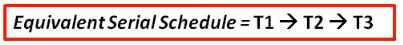 Equivalent Serial Schedule = T1 → T2 → T3